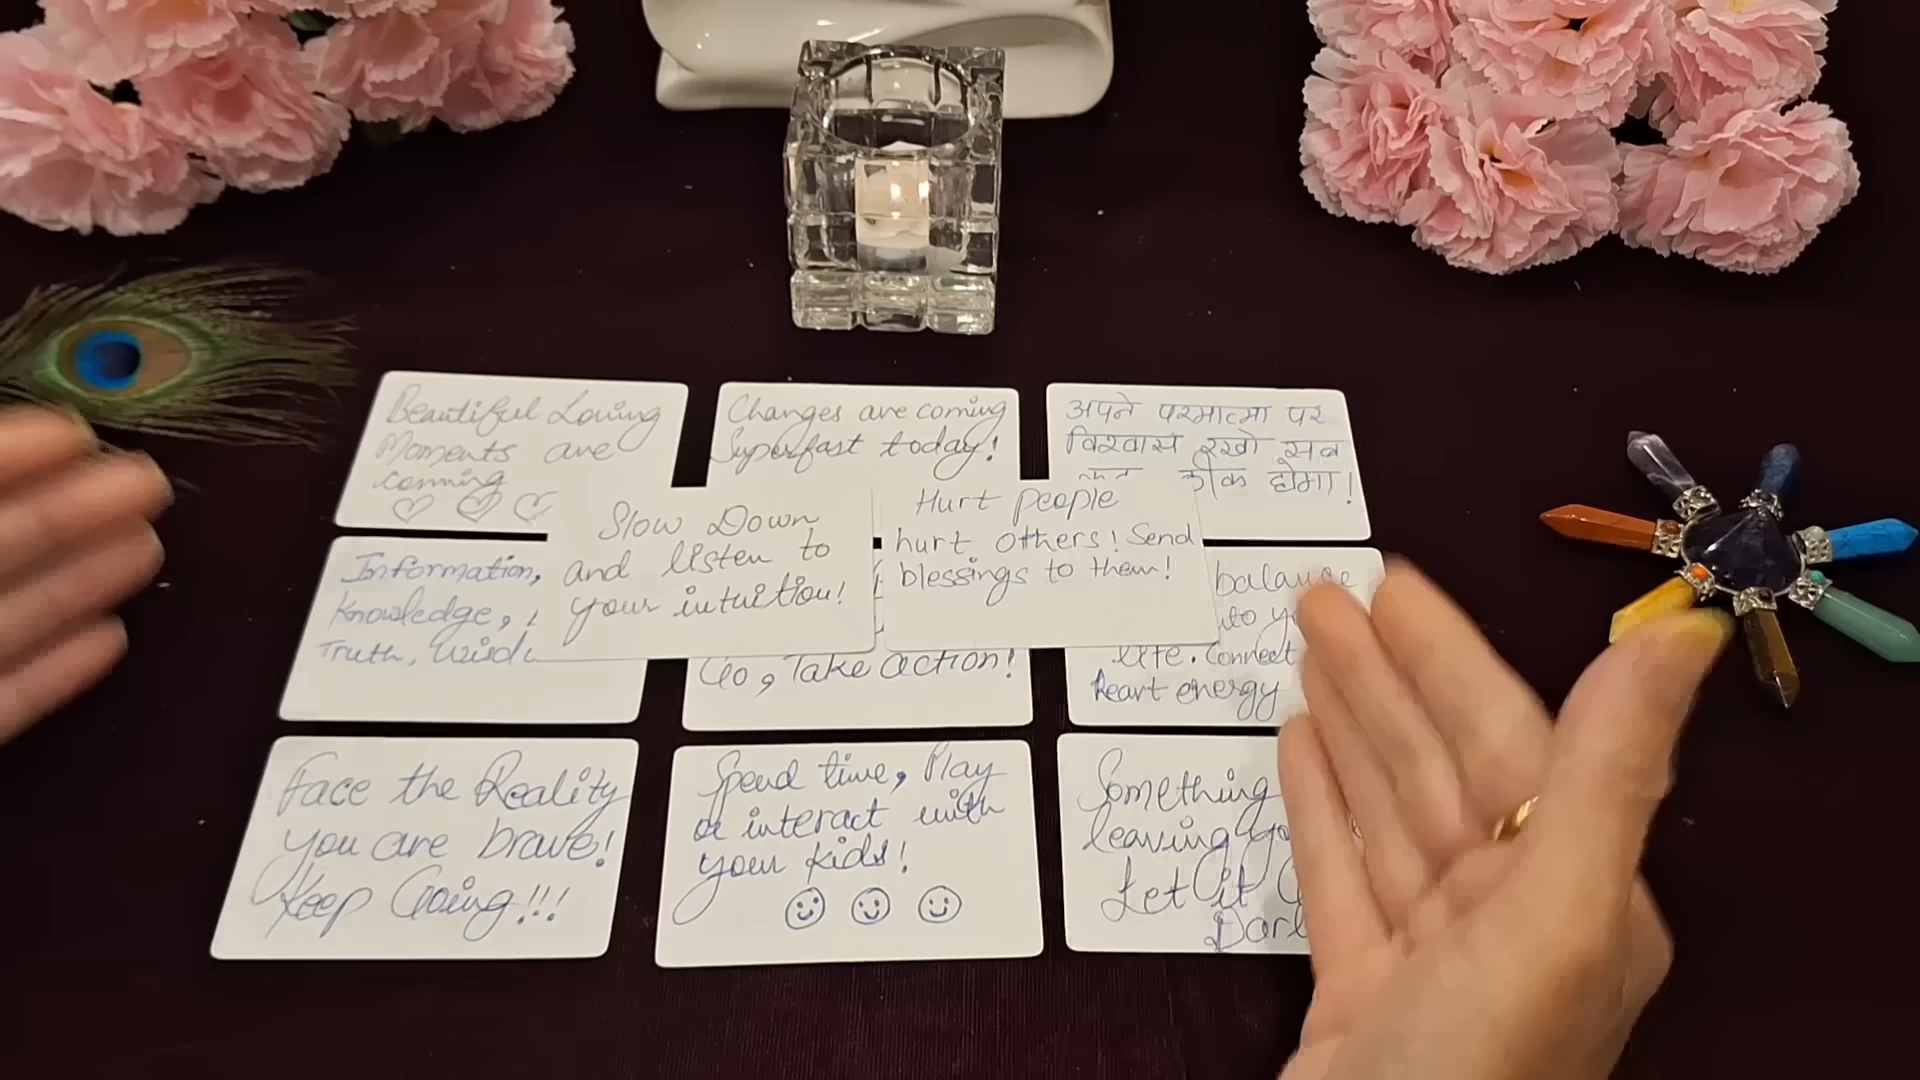 Beautiful Loving
Moments are
coming
Changes are coming
Superfast today!
अपने परमात्मा पर
विश्वास रखो सब
ठीक होगा!
Slow Down
and listen to
your intuition!
Hurt people
hurt others! Send
blessings to them!
Information,
Knowledge,
Truth,
Go, Take action!
balance
life. Connect
heart energy
Face the Reality
you are brave!
Keep Going!!!
Spend time, Play
or interact with
your kids!
Something
leaving
Let it